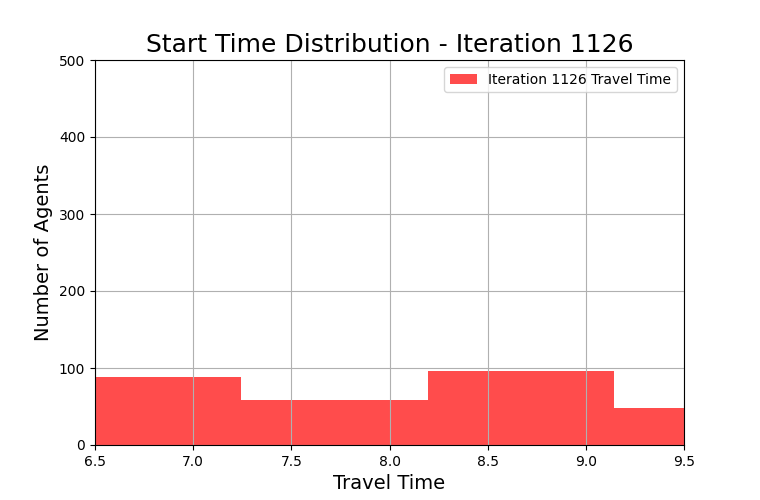 Start Time Distribution - Iteration 1126
500
400
300
200
100
0
Number of Agents
Iteration 1126 Travel Time
6.5 7.0 7.5 8.0 8.5 9.0 9.5
Travel Time